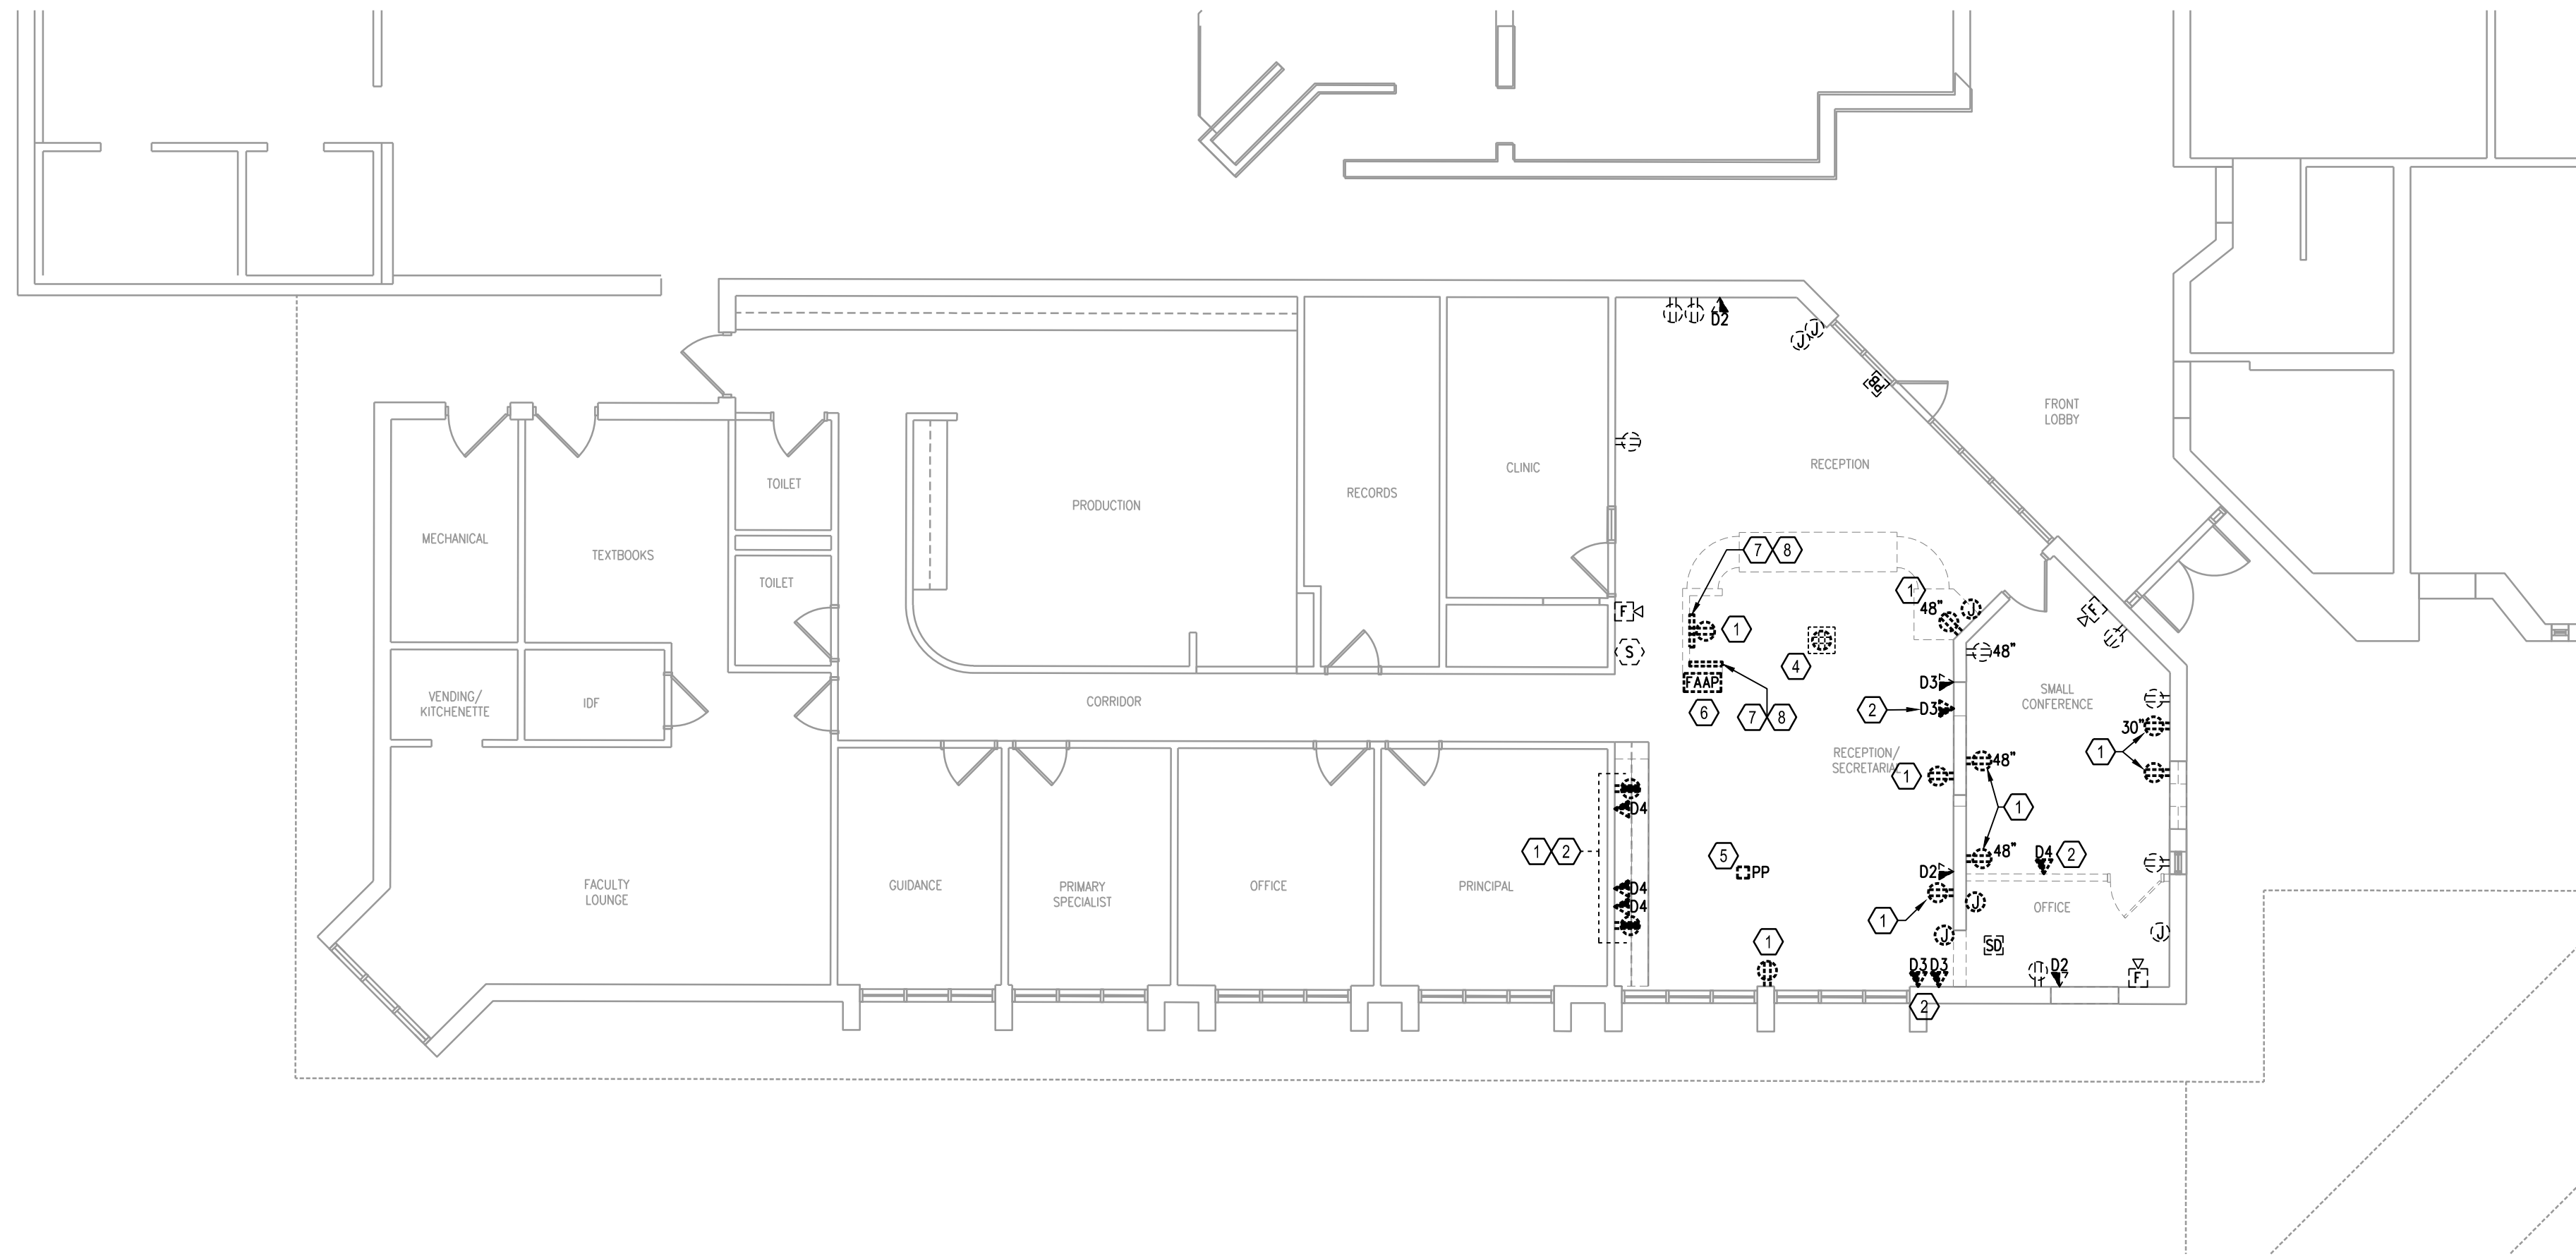 D2
J
J
PB
FRONT
LOBBY
RECEPTION
CLINIC
TOILET
RECORDS
PRODUCTION
MECHANICAL
TEXTBOOKS
7
8
TOILET
1
48"
J
F
F
1
S
48"
4
FAAP
D3
SMALL
CONFERENCE
VENDING/
KITCHENETTE
IDF
CORRIDOR
6
7
8
2
D3
30"
1
RECEPTION/
SECRETARIAL
48"
1
1
D4
1
2
5
PP
48"
D4
2
D2
FACULTY
LOUNGE
GUIDANCE
PRIMARY
SPECIALIST
OFFICE
PRINCIPAL
D4
D4
1
J
OFFICE
J
1
J
SD
D3
D3
D2
F
2